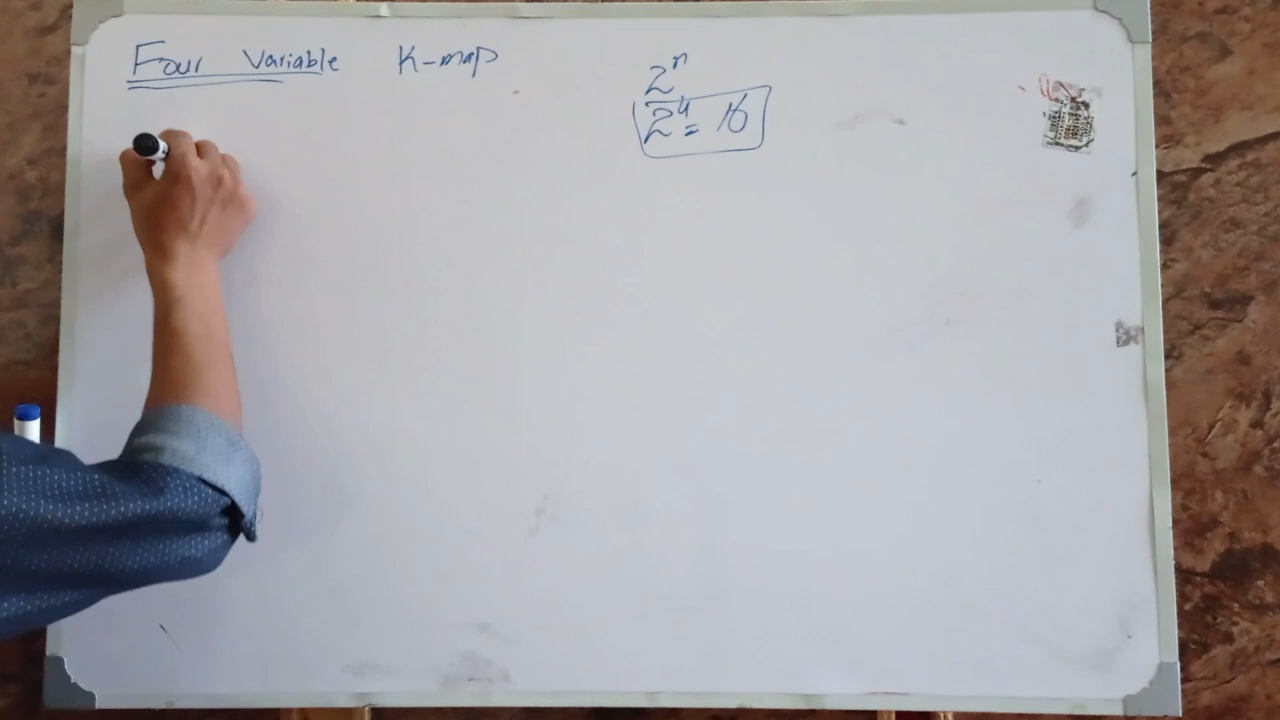 Four Variable K-map
2ⁿ
2⁴ = 16